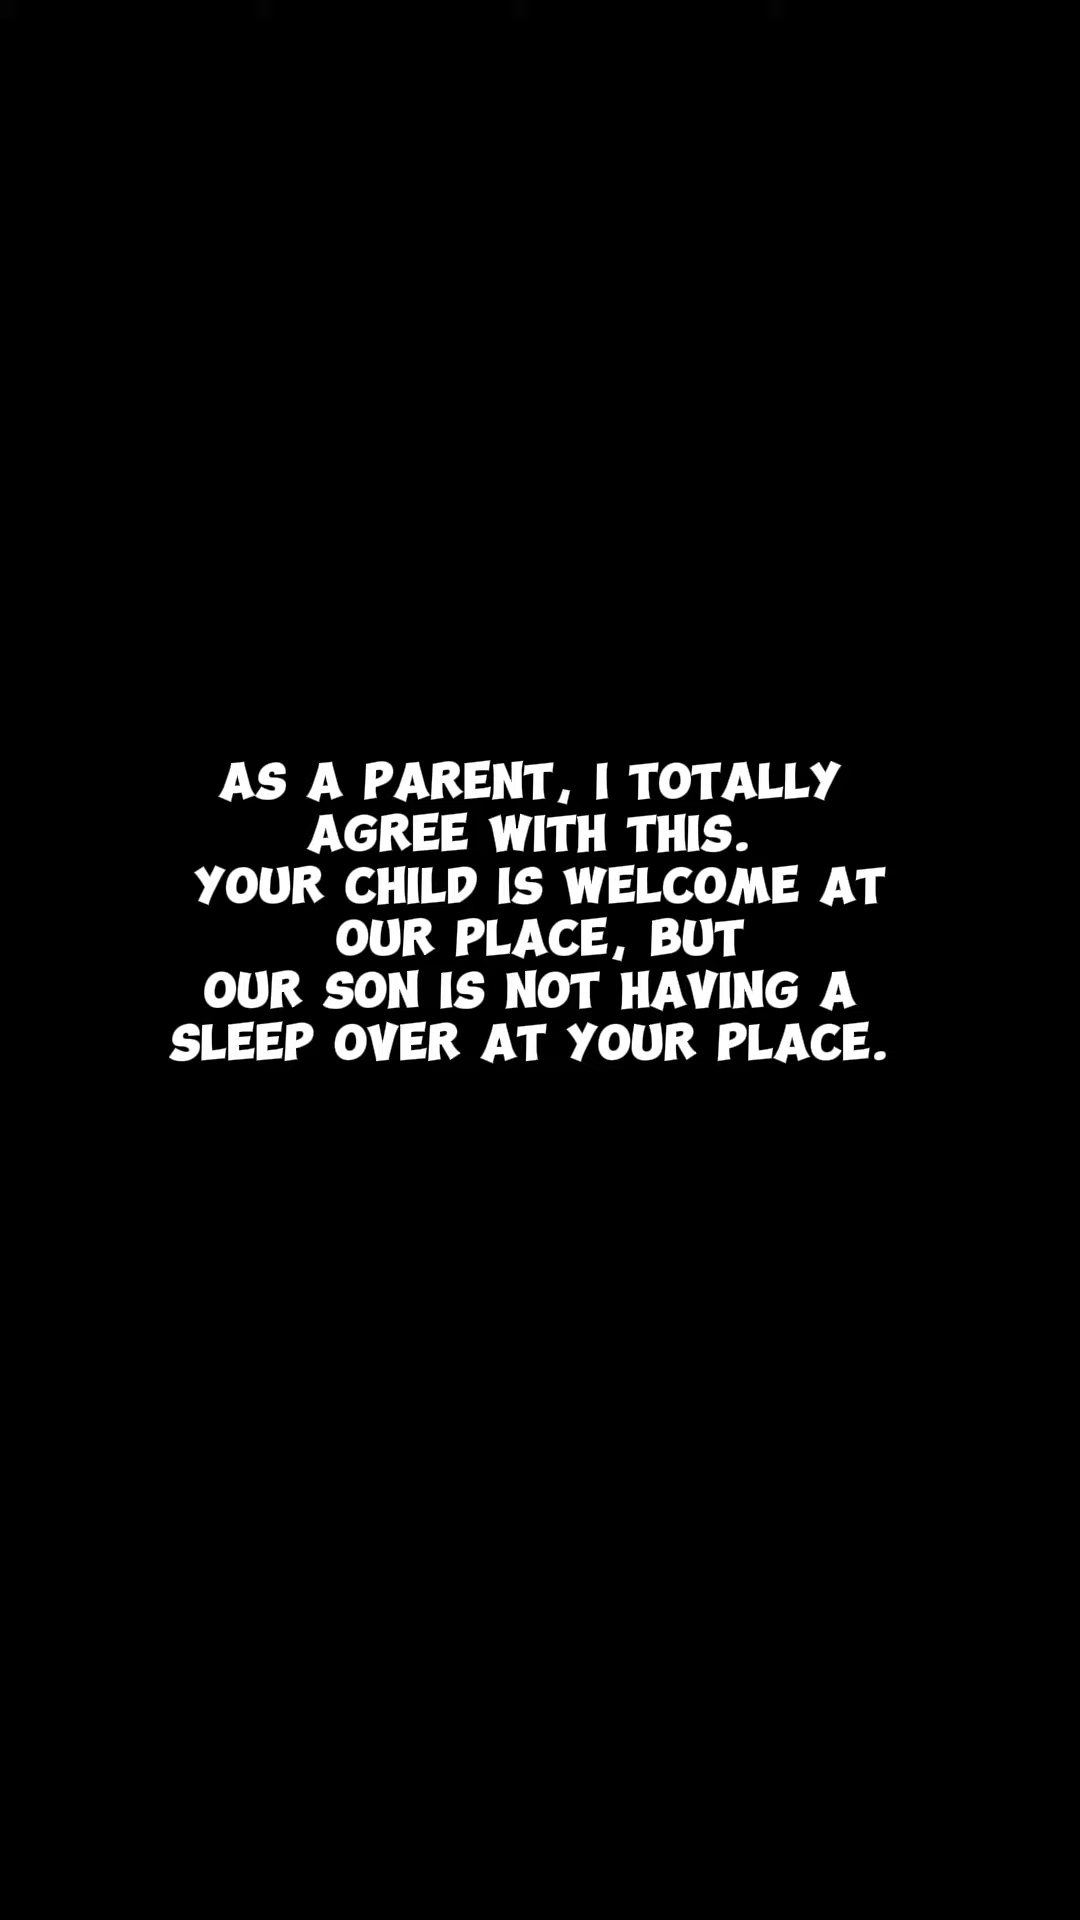 AS A PARENT, I TOTALLY
AGREE WITH THIS.
YOUR CHILD IS WELCOME AT
OUR PLACE, BUT
OUR SON IS NOT HAVING A
SLEEP OVER AT YOUR PLACE.